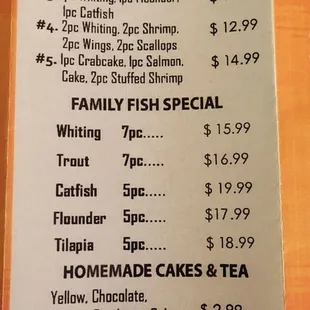 1pc Catfish
#4. 2pc Whiting, 2pc Shrimp, $ 12.99
2pc Wings, 2pc Scallops
#5. 1pc Crabcake, 1pc Salmon, $ 14.99
Cake, 2pc Stuffed Shrimp
FAMILY FISH SPECIAL
Whiting 7pc..... $ 15.99
Trout 7pc..... $16.99
Catfish 5pc..... $ 19.99
Flounder 5pc..... $17.99
Tilapia 5pc..... $ 18.99
HOMEMADE CAKES & TEA
Yellow, Chocolate,